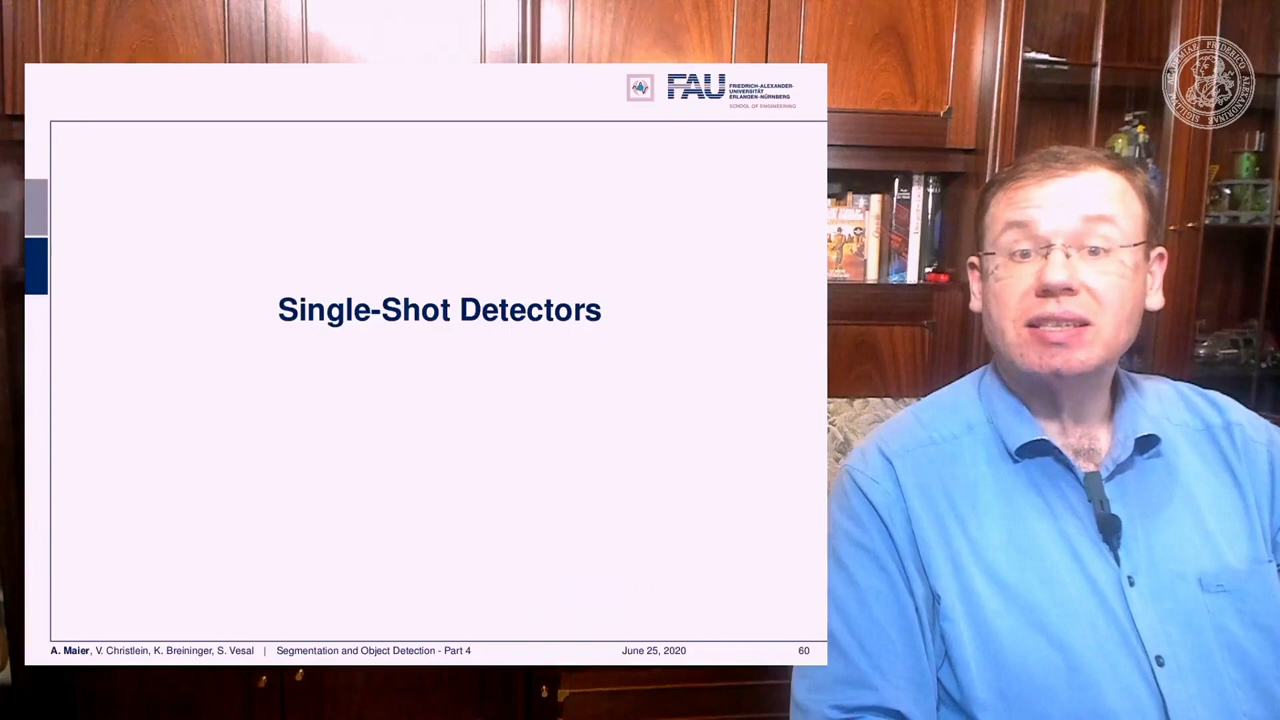 FAU
FRIEDRICH-ALEXANDER-
UNIVERSITÄT
ERLANGEN-NÜRNBERG
SCHOOL OF ENGINEERING
Single-Shot Detectors
A. Maier, V. Christlein, K. Breininger, S. Vesal | Segmentation and Object Detection - Part 4 June 25, 2020 60